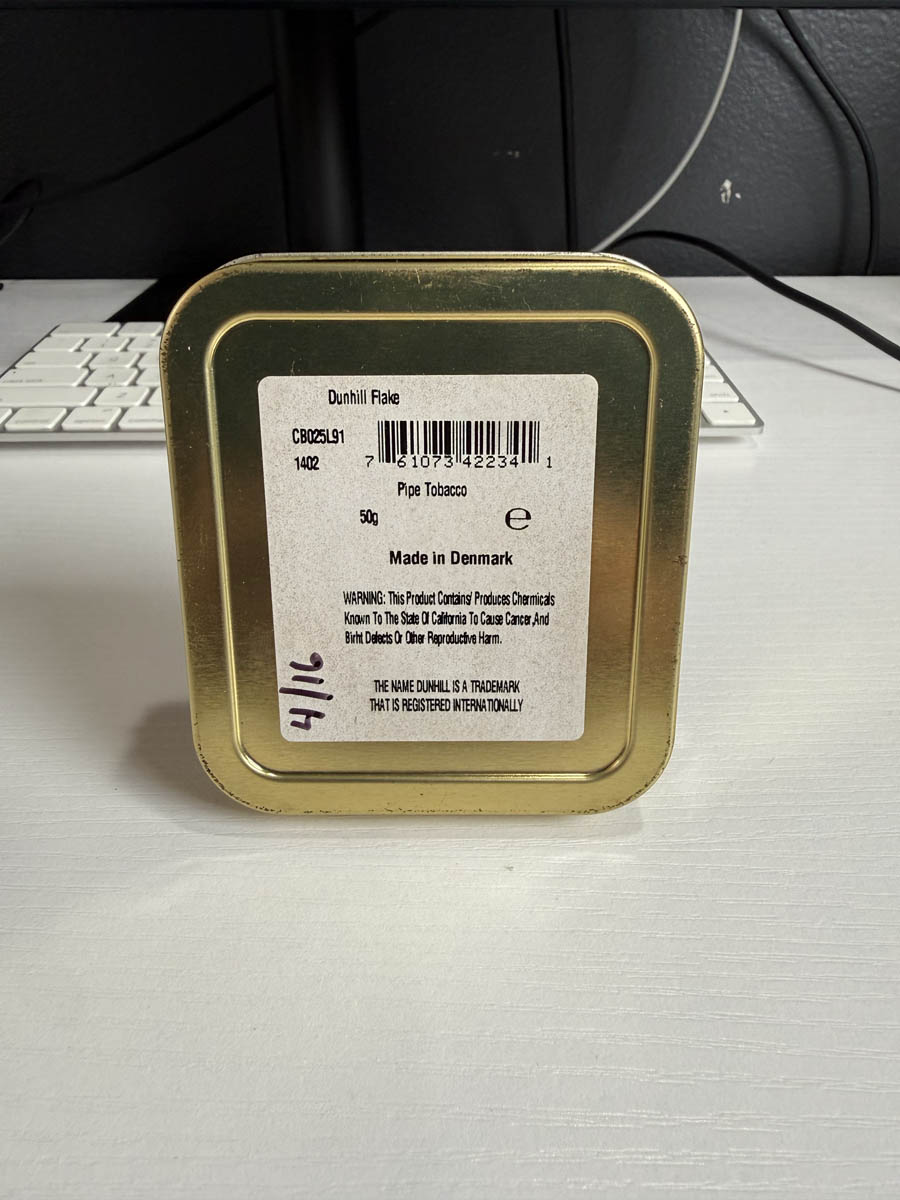 Dunhill Flake
CB025L91
1402
7 61073 42234 1
Pipe Tobacco
50g ℮
Made in Denmark
WARNING: This Product Contains/ Produces Chermicals
Known To The State Of California To Cause Cancer,And
Birht Defects Or Other Reproductive Harm.
4/16
THE NAME DUNHILL IS A TRADEMARK
THAT IS REGISTERED INTERNATIONALLY